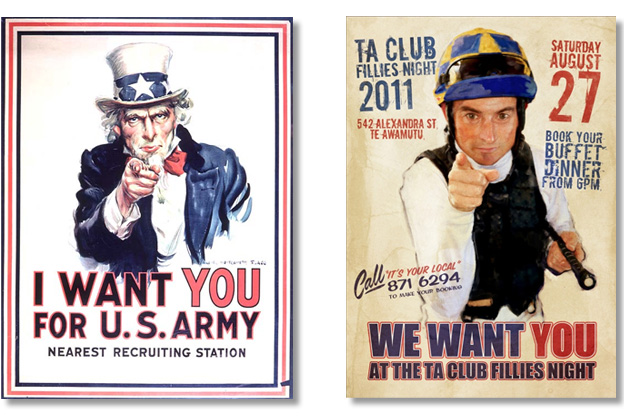 I WANT YOU
FOR U.S. ARMY
NEAREST RECRUITING STATION
TA CLUB
FILLIES NIGHT
2011
542 ALEXANDRA ST,
TE AWAMUTU
SATURDAY
AUGUST
27
BOOK YOUR
BUFFET
DINNER
FROM 6PM
Call "IT'S YOUR LOCAL"
871 6294
TO MAKE YOUR BOOKING
WE WANT YOU
AT THE TA CLUB FILLIES NIGHT